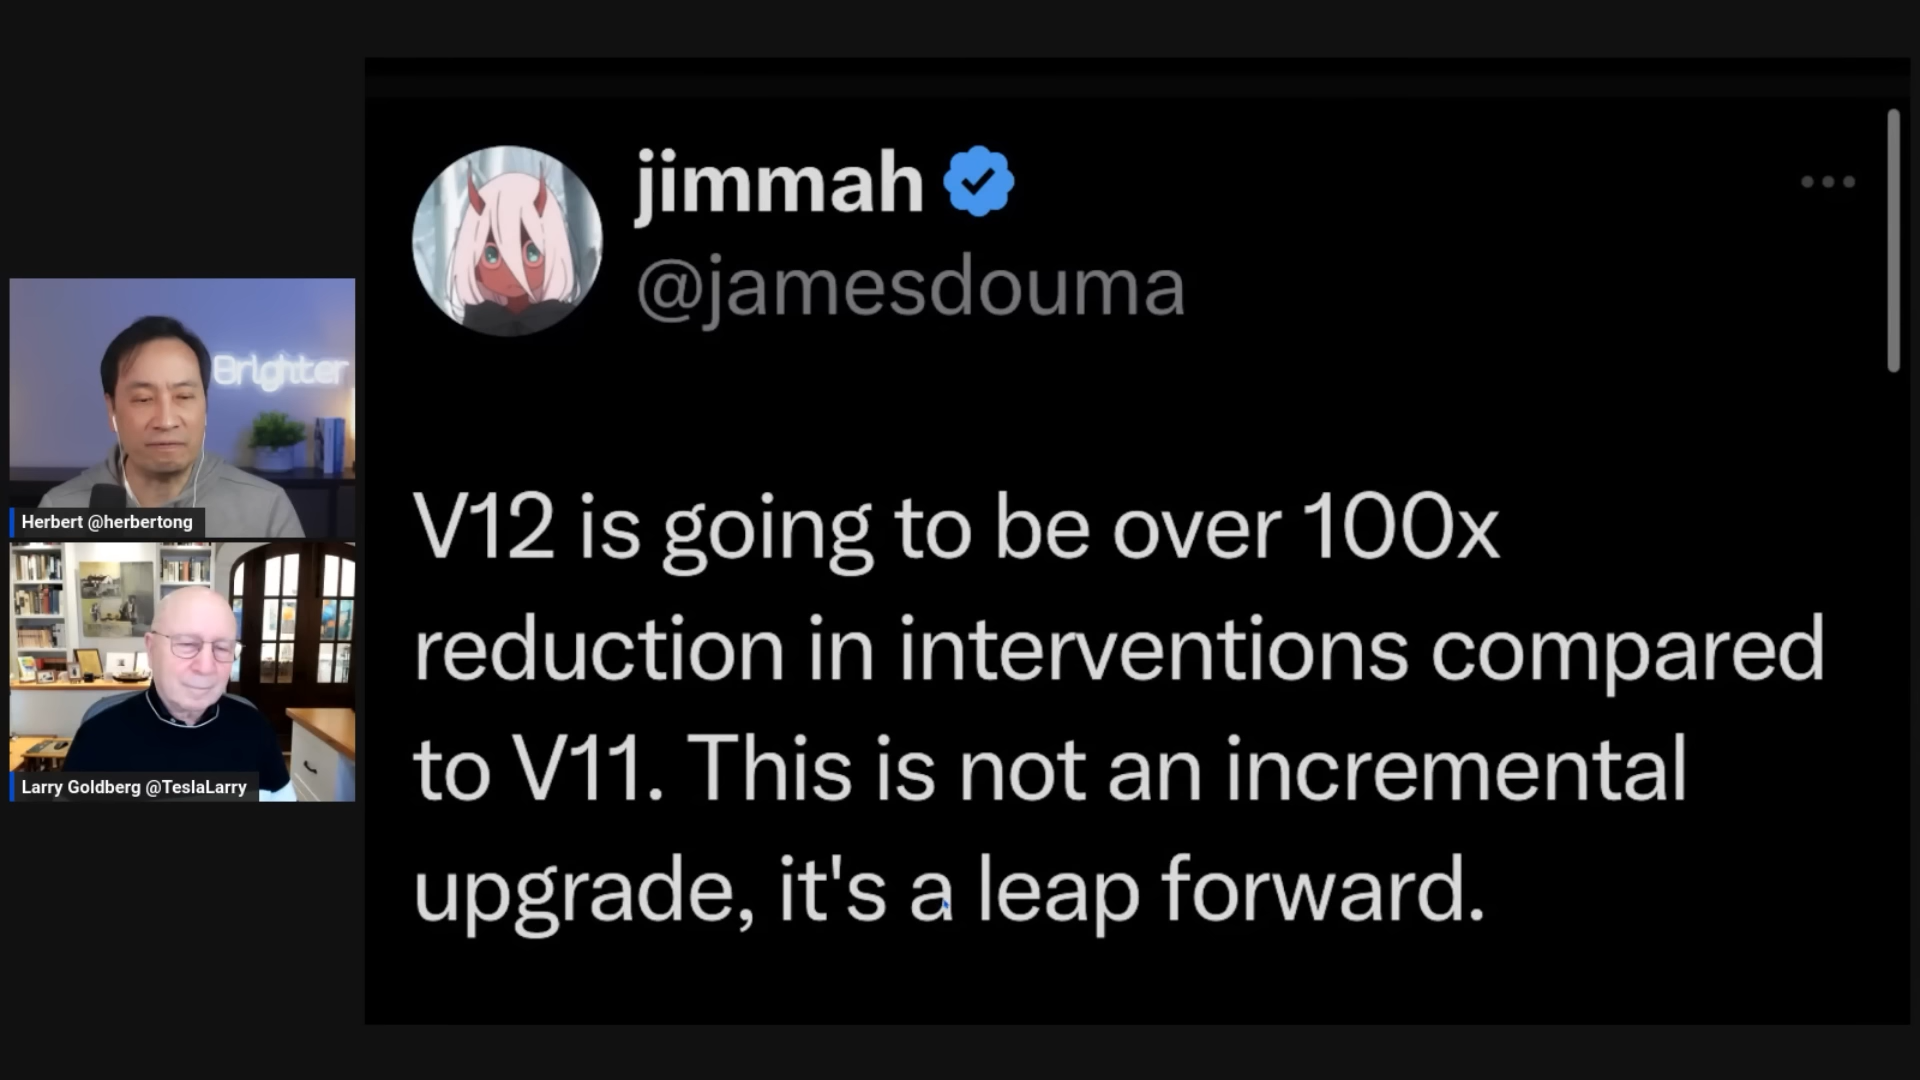 jimmah
@jamesdouma
V12 is going to be over 100x
reduction in interventions compared
to V11. This is not an incremental
upgrade, it's a leap forward.
Brighter
Herbert @herbertong
Larry Goldberg @TeslaLarry